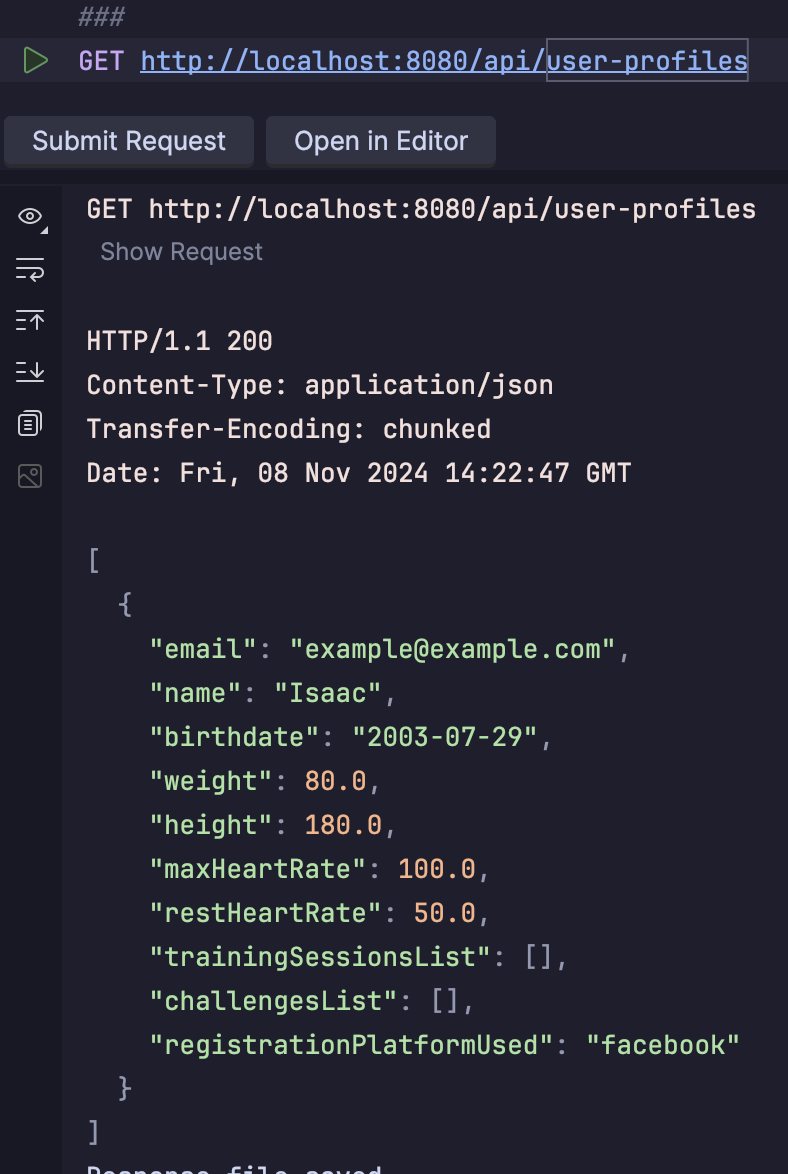 ###
GET http://localhost:8080/api/user-profiles
Submit Request Open in Editor
GET http://localhost:8080/api/user-profiles
Show Request
HTTP/1.1 200
Content-Type: application/json
Transfer-Encoding: chunked
Date: Fri, 08 Nov 2024 14:22:47 GMT
[
{
"email": "example@example.com",
"name": "Isaac",
"birthdate": "2003-07-29",
"weight": 80.0,
"height": 180.0,
"maxHeartRate": 100.0,
"restHeartRate": 50.0,
"trainingSessionsList": [],
"challengesList": [],
"registrationPlatformUsed": "facebook"
}
]
Response file saved